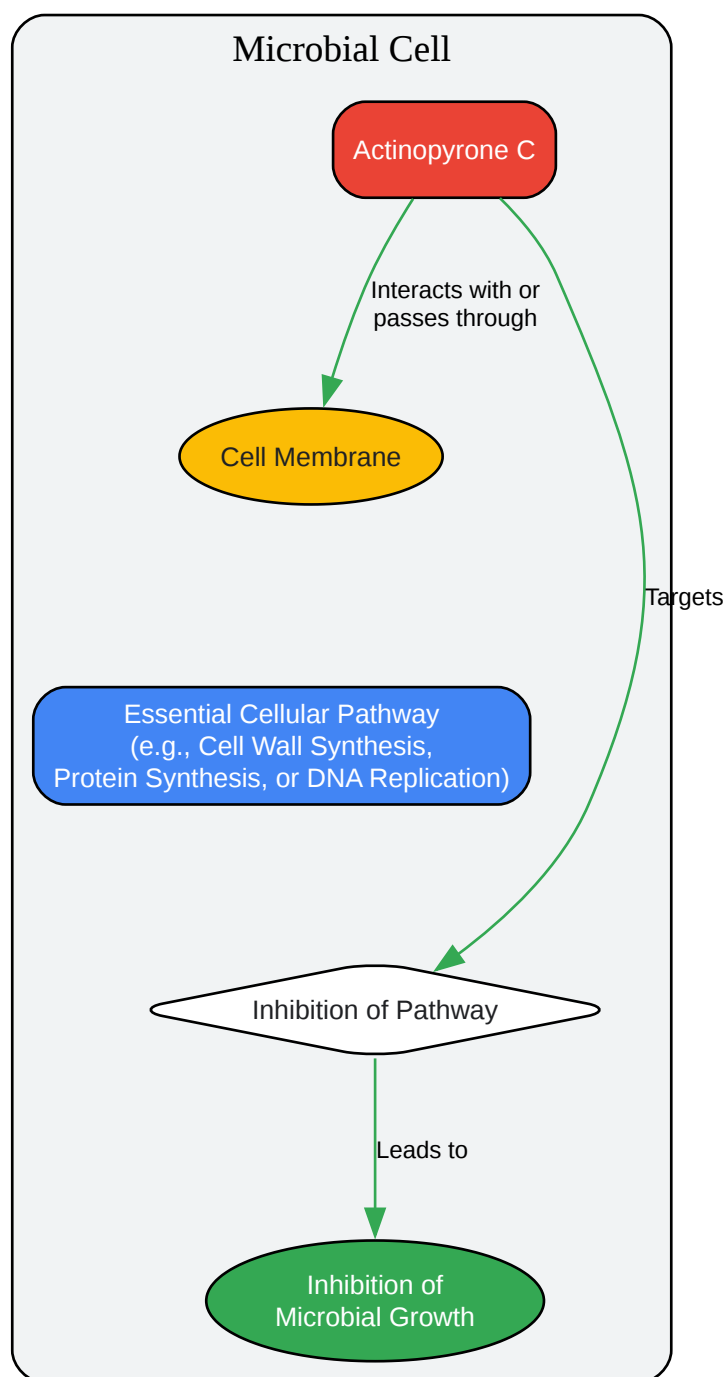 Microbial Cell
Actinopyrone C
Interacts with or
passes through
Cell Membrane
Targets
Essential Cellular Pathway
(e.g., Cell Wall Synthesis,
Protein Synthesis, or DNA Replication)
Inhibition of Pathway
Leads to
Inhibition of
Microbial Growth